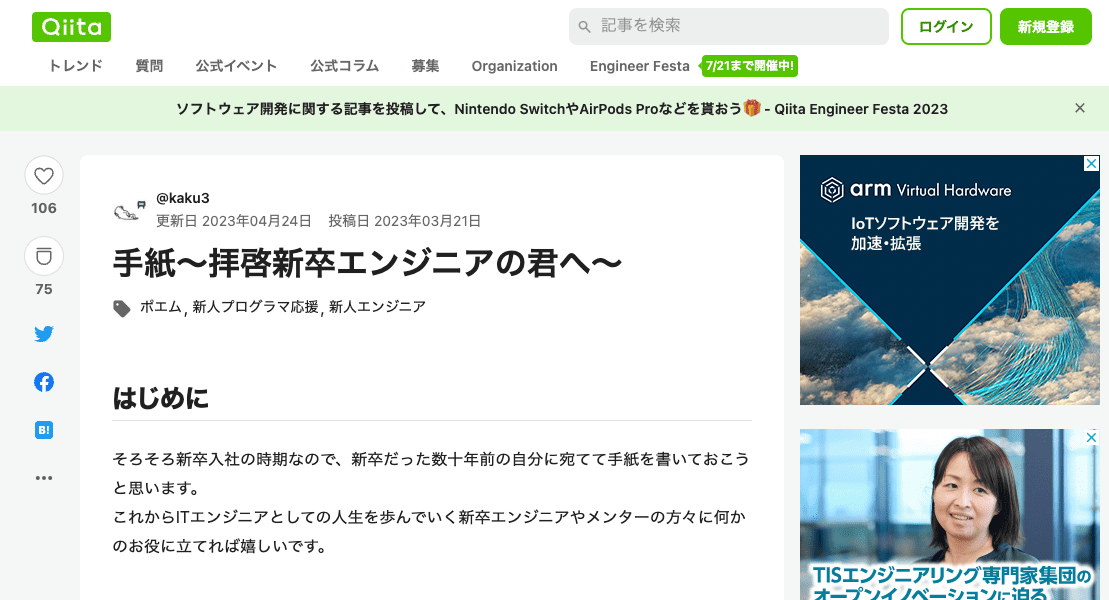 Qiita
記事を検索
ログイン
新規登録
トレンド 質問 公式イベント 公式コラム 募集 Organization Engineer Festa 7/21まで開催中!
ソフトウェア開発に関する記事を投稿して、Nintendo SwitchやAirPods Proなどを貰おう🎁 - Qiita Engineer Festa 2023
106
75
B!
@kaku3
更新日 2023年04月24日 投稿日 2023年03月21日
手紙〜拝啓新卒エンジニアの君へ〜
ポエム, 新人プログラマ応援, 新人エンジニア
はじめに
そろそろ新卒入社の時期なので、新卒だった数十年前の自分に宛てて手紙を書いておこう
と思います。
これからITエンジニアとしての人生を歩んでいく新卒エンジニアやメンターの方々に何か
のお役に立てれば嬉しいです。
arm Virtual Hardware
IoTソフトウェア開発を
加速・拡張
TISエンジニアリング専門家集団の
オープンイノベーションに迫る